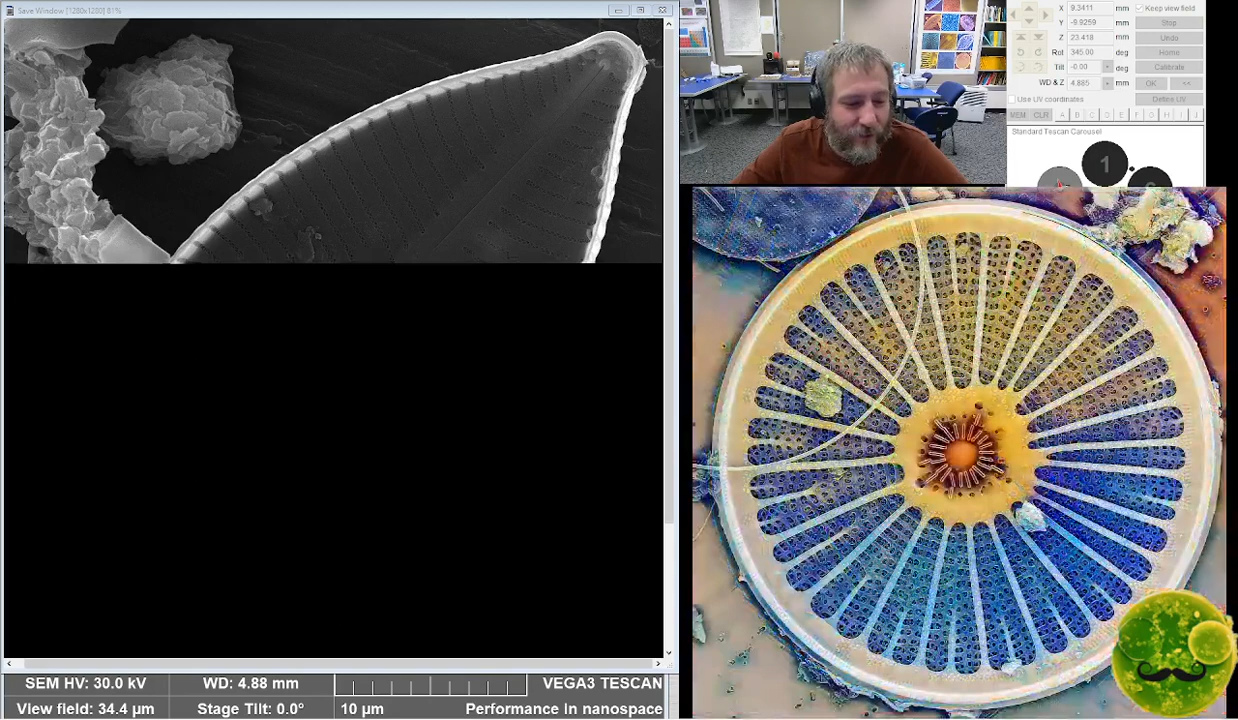 Save Window [1280x1280] 81%
X 9.3411 mm Keep view field
Y -9.9259 mm Stop
Z 23.418 mm Undo
Rot 345.00 deg Home
Tilt -0.00 deg Calibrate
WD & Z 4.885 mm OK <<
Use UV coordinates Define UV
MEM CLR A B C D E F G H I J
Standard Tescan Carousel
1
SEM HV: 30.0 kV WD: 4.88 mm VEGA3 TESCAN
View field: 34.4 µm Stage Tilt: 0.0° 10 µm Performance in nanospace